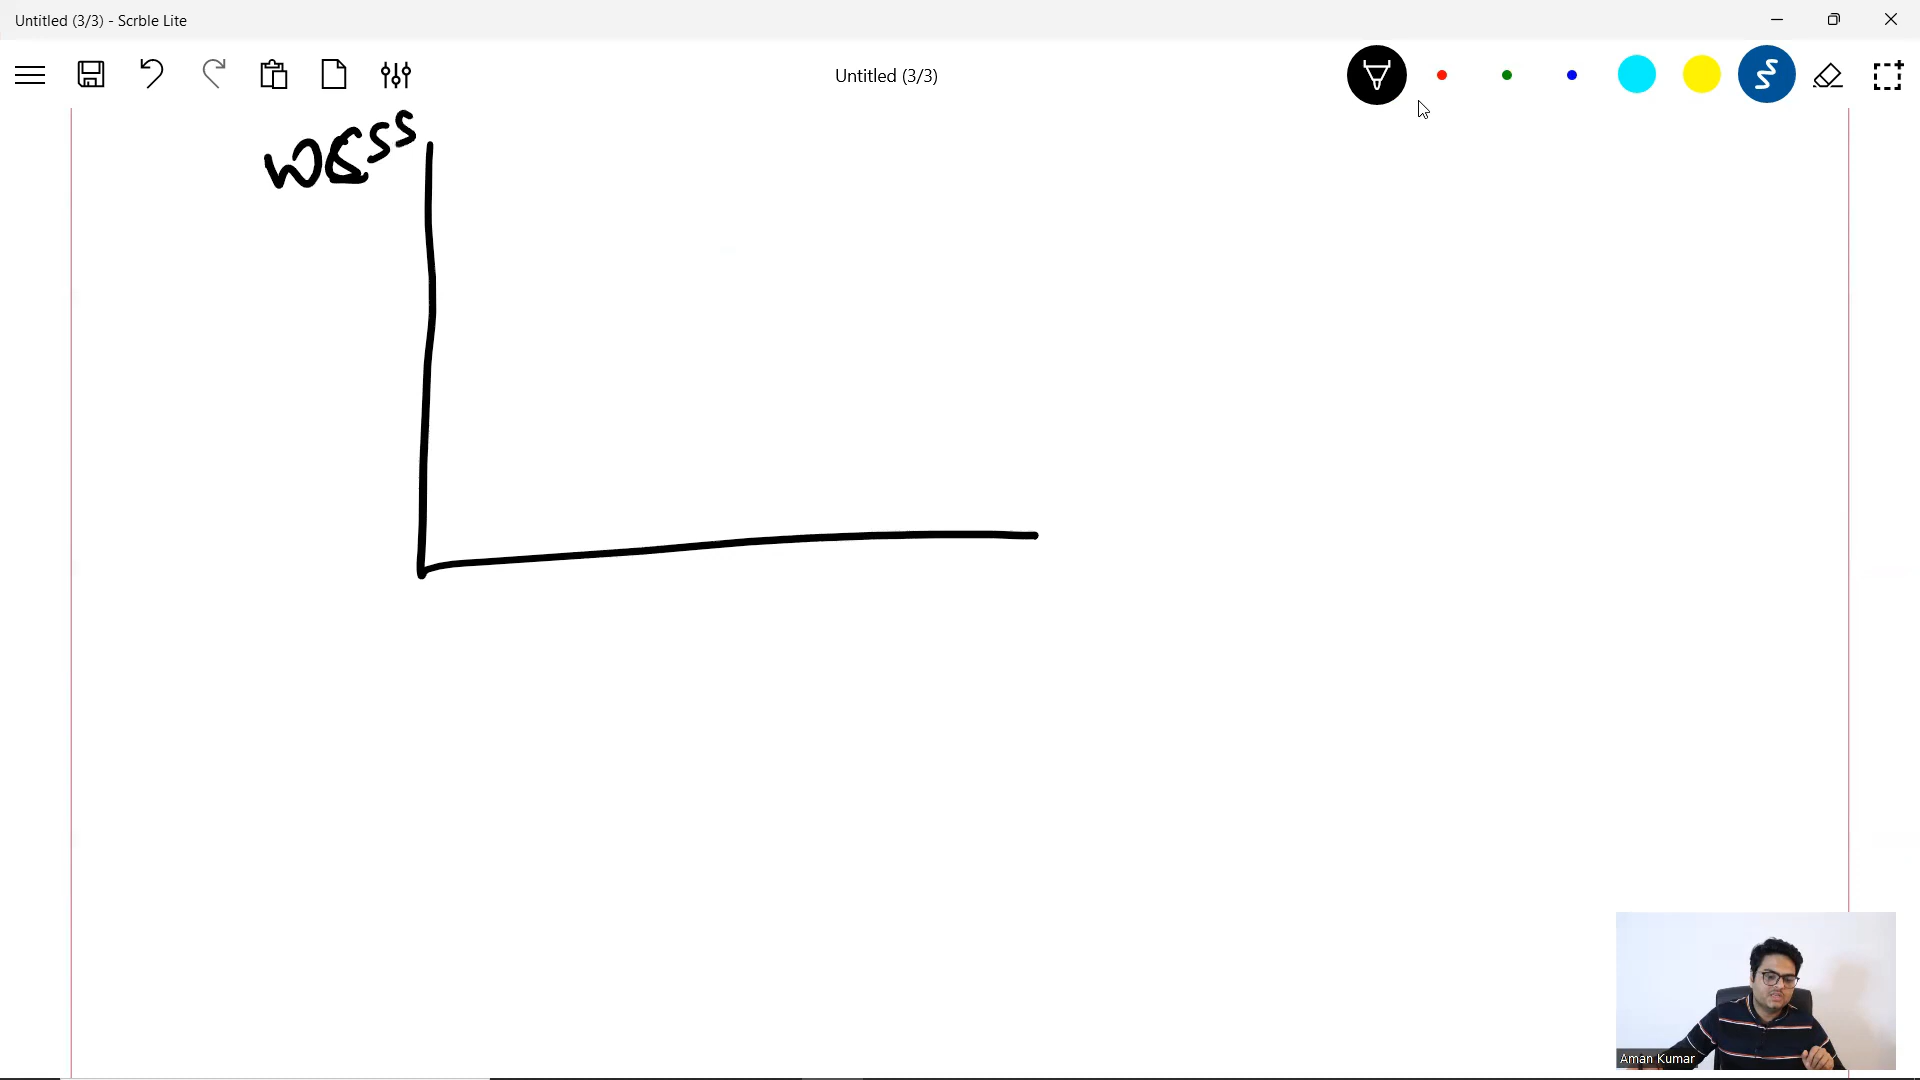 Untitled (3/3) - Scrble Lite
Untitled (3/3)
WCSS
Aman Kumar